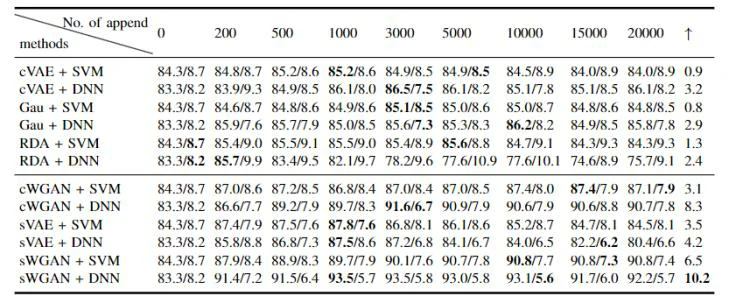 No. of append
methods 0 200 500 1000 3000 5000 10000 15000 20000 ↑
cVAE + SVM 84.3/8.7 84.8/8.7 85.2/8.6 85.2/8.6 84.9/8.5 84.9/8.5 84.5/8.9 84.0/8.9 84.0/8.9 0.9
cVAE + DNN 83.3/8.2 83.9/9.3 84.9/8.5 86.1/8.0 86.5/7.5 86.1/8.2 85.1/7.8 85.1/8.5 86.1/8.2 3.2
Gau + SVM 84.3/8.7 84.6/8.7 84.8/8.6 84.9/8.6 85.1/8.5 85.0/8.6 85.0/8.7 84.8/8.6 84.8/8.5 0.8
Gau + DNN 83.3/8.2 85.9/7.6 85.7/7.9 85.0/8.5 85.6/7.3 85.3/8.3 86.2/8.2 84.9/8.5 85.8/7.8 2.9
RDA + SVM 84.3/8.7 85.4/9.0 85.5/9.1 85.5/9.0 85.4/8.9 85.6/8.8 84.7/9.1 84.3/9.3 84.3/9.3 1.3
RDA + DNN 83.3/8.2 85.7/9.9 83.4/9.5 82.1/9.7 78.2/9.6 77.6/10.9 77.6/10.1 74.6/8.9 75.7/9.1 2.4
cWGAN + SVM 84.3/8.7 87.0/8.6 87.2/8.5 86.8/8.4 87.0/8.4 87.0/8.5 87.4/8.0 87.4/7.9 87.1/7.9 3.1
cWGAN + DNN 83.3/8.2 86.6/7.7 89.2/7.9 89.7/8.3 91.6/6.7 90.9/7.9 90.6/7.9 90.6/8.8 90.7/7.8 8.3
sVAE + SVM 84.3/8.7 87.4/7.9 87.5/7.6 87.8/7.6 86.8/8.1 86.1/8.6 85.2/8.7 84.7/8.1 84.5/8.1 3.5
sVAE + DNN 83.3/8.2 85.8/8.8 86.8/7.3 87.5/8.6 87.2/6.8 84.1/6.7 84.0/6.5 82.2/6.2 80.4/6.6 4.2
sWGAN + SVM 84.3/8.7 87.9/8.4 88.9/8.3 89.7/7.9 90.1/7.6 90.7/7.8 90.8/7.7 90.8/7.3 90.8/7.4 6.5
sWGAN + DNN 83.3/8.2 91.4/7.2 91.5/6.4 93.5/5.7 93.5/5.8 93.0/5.8 93.1/5.6 91.7/6.0 92.2/5.7 10.2